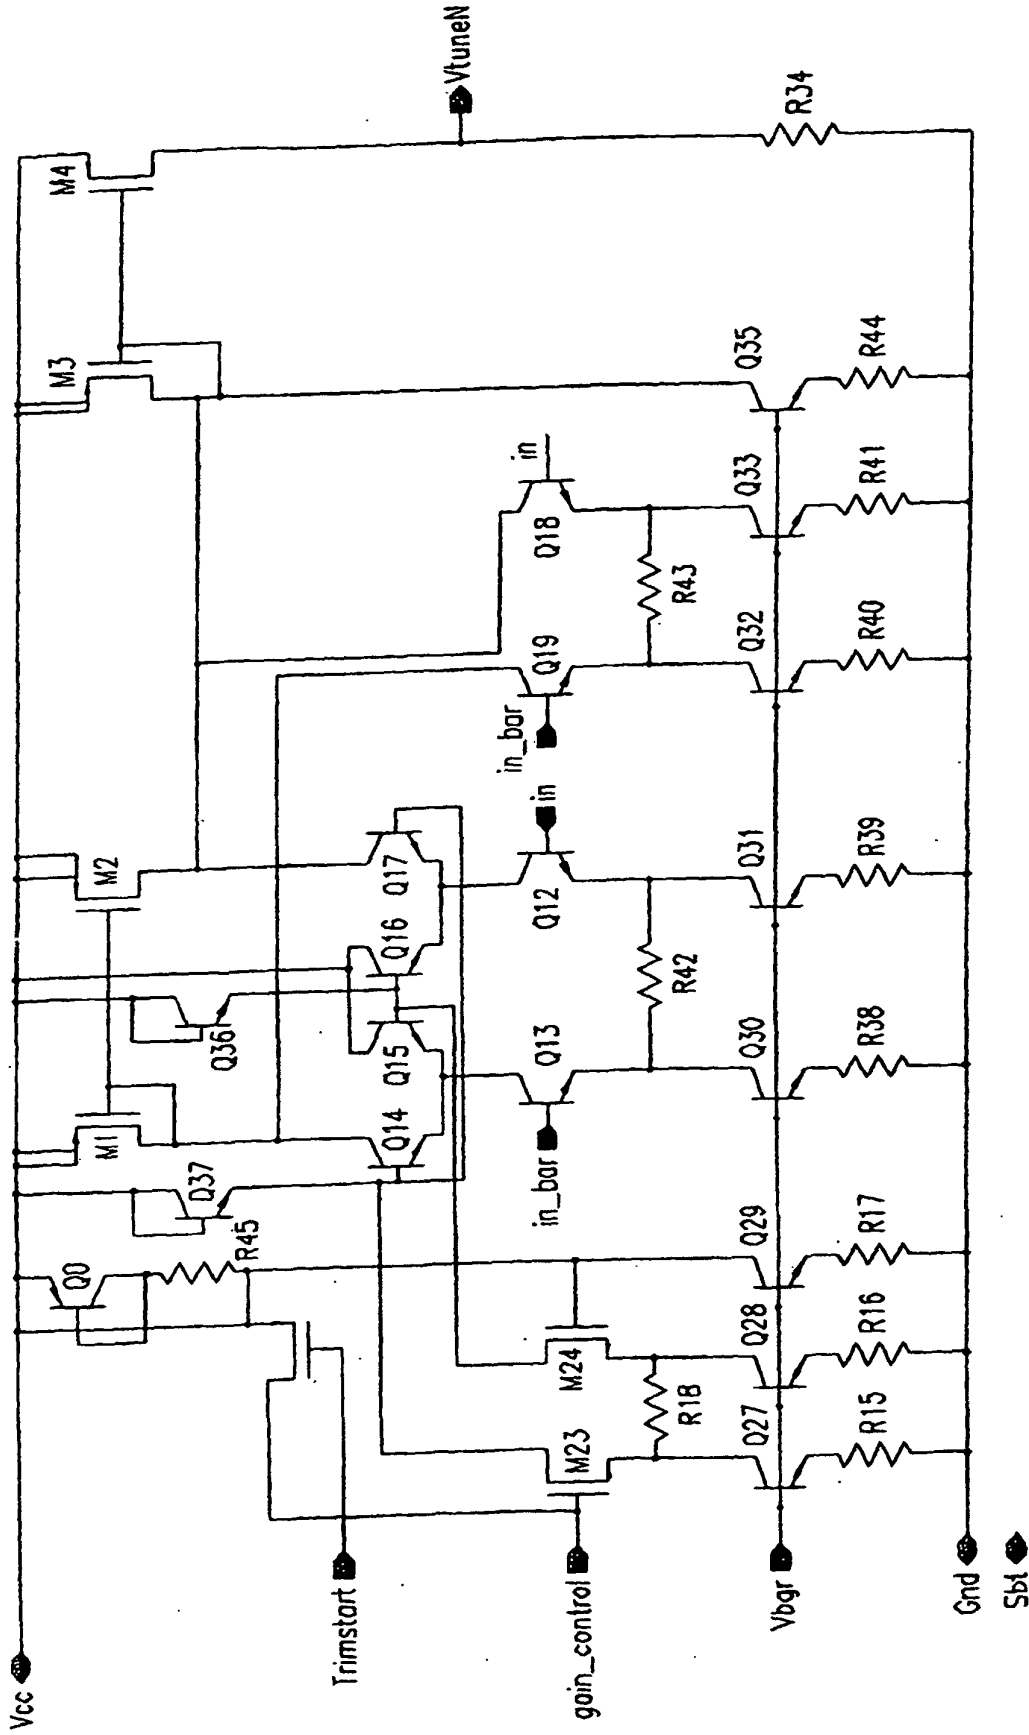 Vcc
Trimstart
gain_control
Vbgr
Gnd
Sbt
Q0
R45
Q37
M1
Q36
M2
M3
M4
VtuneN
Q14
Q15
Q16
Q17
in_bar
Q13
Q12
in
in_bar
Q19
Q18
in
M23
M24
R18
R42
R43
R34
Q27
Q28
Q29
Q30
Q31
Q32
Q33
Q35
R15
R16
R17
R38
R39
R40
R41
R44